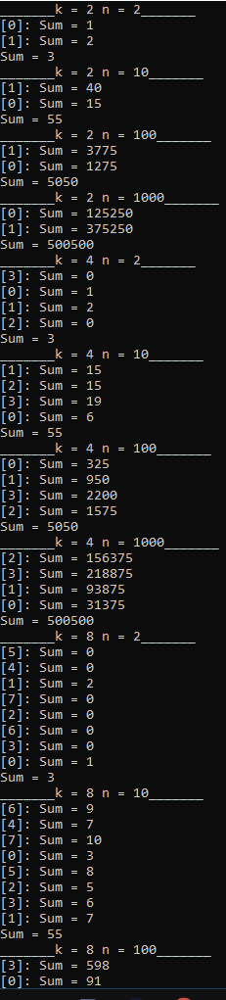 _______k = 2 n = 2_______
[0]: Sum = 1
[1]: Sum = 2
Sum = 3
_______k = 2 n = 10_______
[1]: Sum = 40
[0]: Sum = 15
Sum = 55
_______k = 2 n = 100_______
[1]: Sum = 3775
[0]: Sum = 1275
Sum = 5050
_______k = 2 n = 1000_______
[0]: Sum = 125250
[1]: Sum = 375250
Sum = 500500
_______k = 4 n = 2_______
[3]: Sum = 0
[0]: Sum = 1
[1]: Sum = 2
[2]: Sum = 0
Sum = 3
_______k = 4 n = 10_______
[1]: Sum = 15
[2]: Sum = 15
[3]: Sum = 19
[0]: Sum = 6
Sum = 55
_______k = 4 n = 100_______
[0]: Sum = 325
[1]: Sum = 950
[3]: Sum = 2200
[2]: Sum = 1575
Sum = 5050
_______k = 4 n = 1000_______
[2]: Sum = 156375
[3]: Sum = 218875
[1]: Sum = 93875
[0]: Sum = 31375
Sum = 500500
_______k = 8 n = 2_______
[5]: Sum = 0
[4]: Sum = 0
[1]: Sum = 2
[7]: Sum = 0
[2]: Sum = 0
[6]: Sum = 0
[3]: Sum = 0
[0]: Sum = 1
Sum = 3
_______k = 8 n = 10_______
[6]: Sum = 9
[4]: Sum = 7
[7]: Sum = 10
[0]: Sum = 3
[5]: Sum = 8
[2]: Sum = 5
[3]: Sum = 6
[1]: Sum = 7
Sum = 55
_______k = 8 n = 100_______
[3]: Sum = 598
[0]: Sum = 91